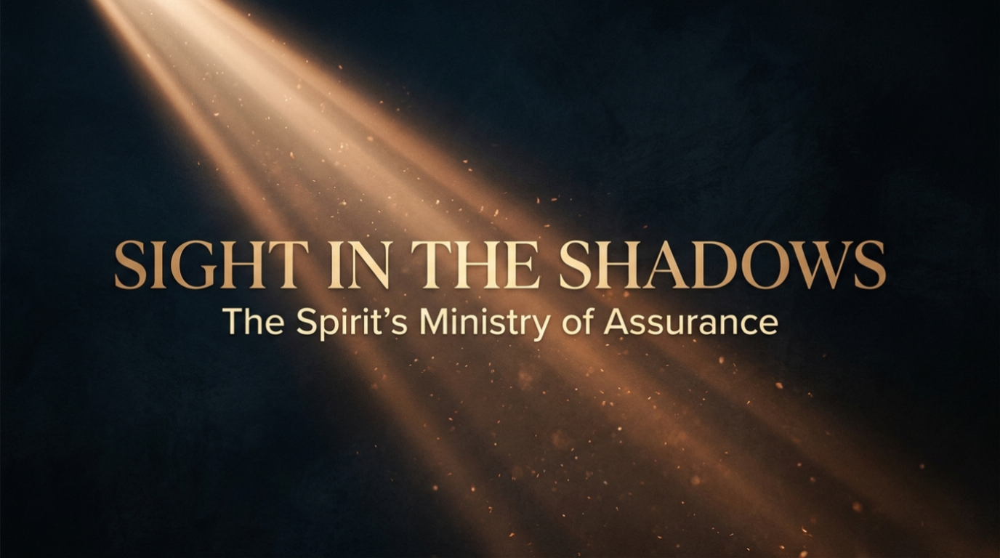 SIGHT IN THE SHADOWS
The Spirit’s Ministry of Assurance